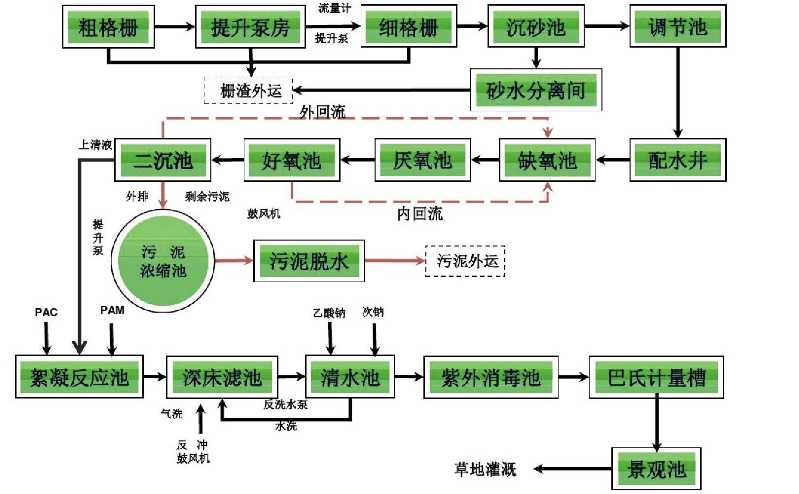 粗格栅
提升泵房
流量计
提升泵
细格栅
沉砂池
调节池
栅渣外运
砂水分离间
外回流
上清液
二沉池
好氧池
厌氧池
缺氧池
配水井
外排
剩余污泥
鼓风机
内回流
提升泵
污 泥
浓缩池
污泥脱水
污泥外运
PAC
PAM
乙酸钠
次钠
絮凝反应池
深床滤池
清水池
紫外消毒池
巴氏计量槽
气洗
反洗水泵
水洗
反 冲
鼓风机
草地灌溉
景观池